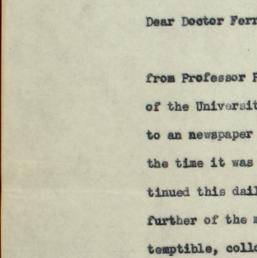 Dear Doctor Ferr
from Professor F
of the Universit
to an newspaper
the time it was
tinued this dail
further of the m
temptible, collo